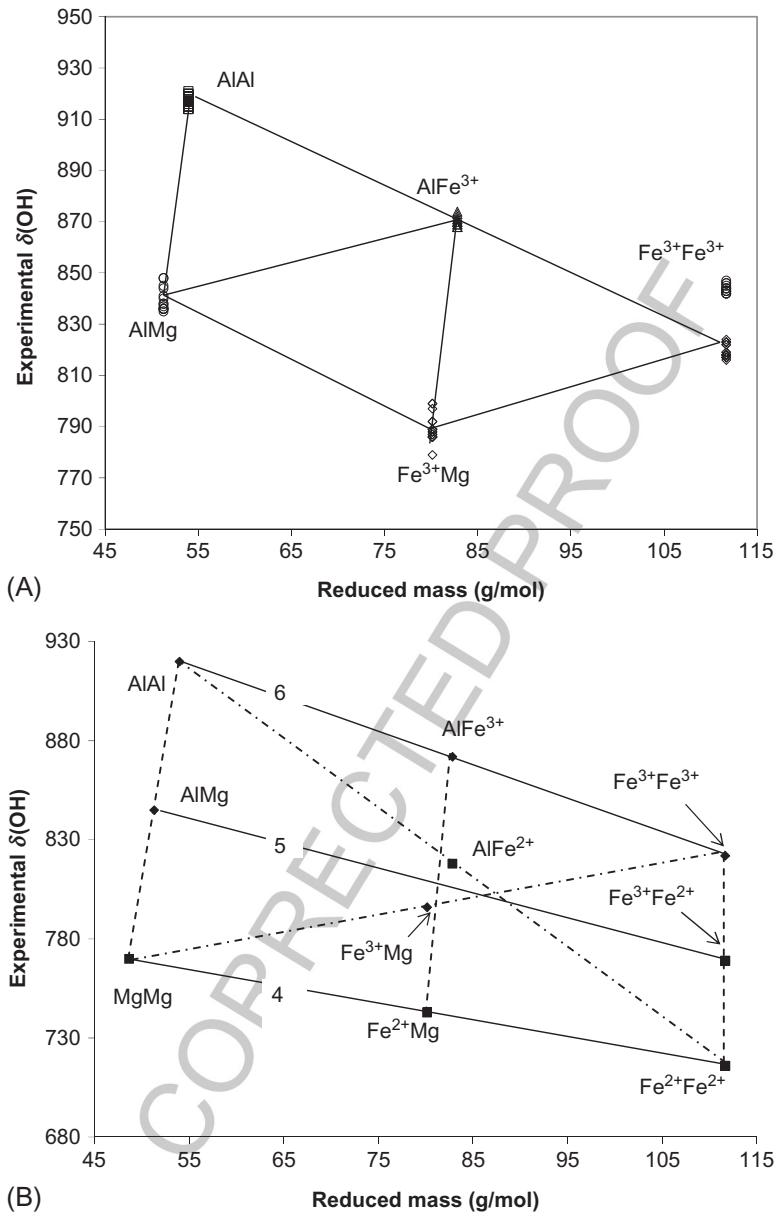 950
930
910
890
870
850
830
810
790
770
750
45 55 65 75 85 95 105 115
Experimental δ(OH)
Reduced mass (g/mol)
AlAl
AlFe3+
Fe3+Fe3+
AlMg
Fe3+Mg
(A)
930
880
830
780
730
680
45 55 65 75 85 95 105 115
Experimental δ(OH)
Reduced mass (g/mol)
AlAl
6
AlFe3+
Fe3+Fe3+
AlMg
5
AlFe2+
Fe3+Fe2+
Fe3+Mg
MgMg
4
Fe2+Mg
Fe2+Fe2+
(B)
COPRECTED PROOF